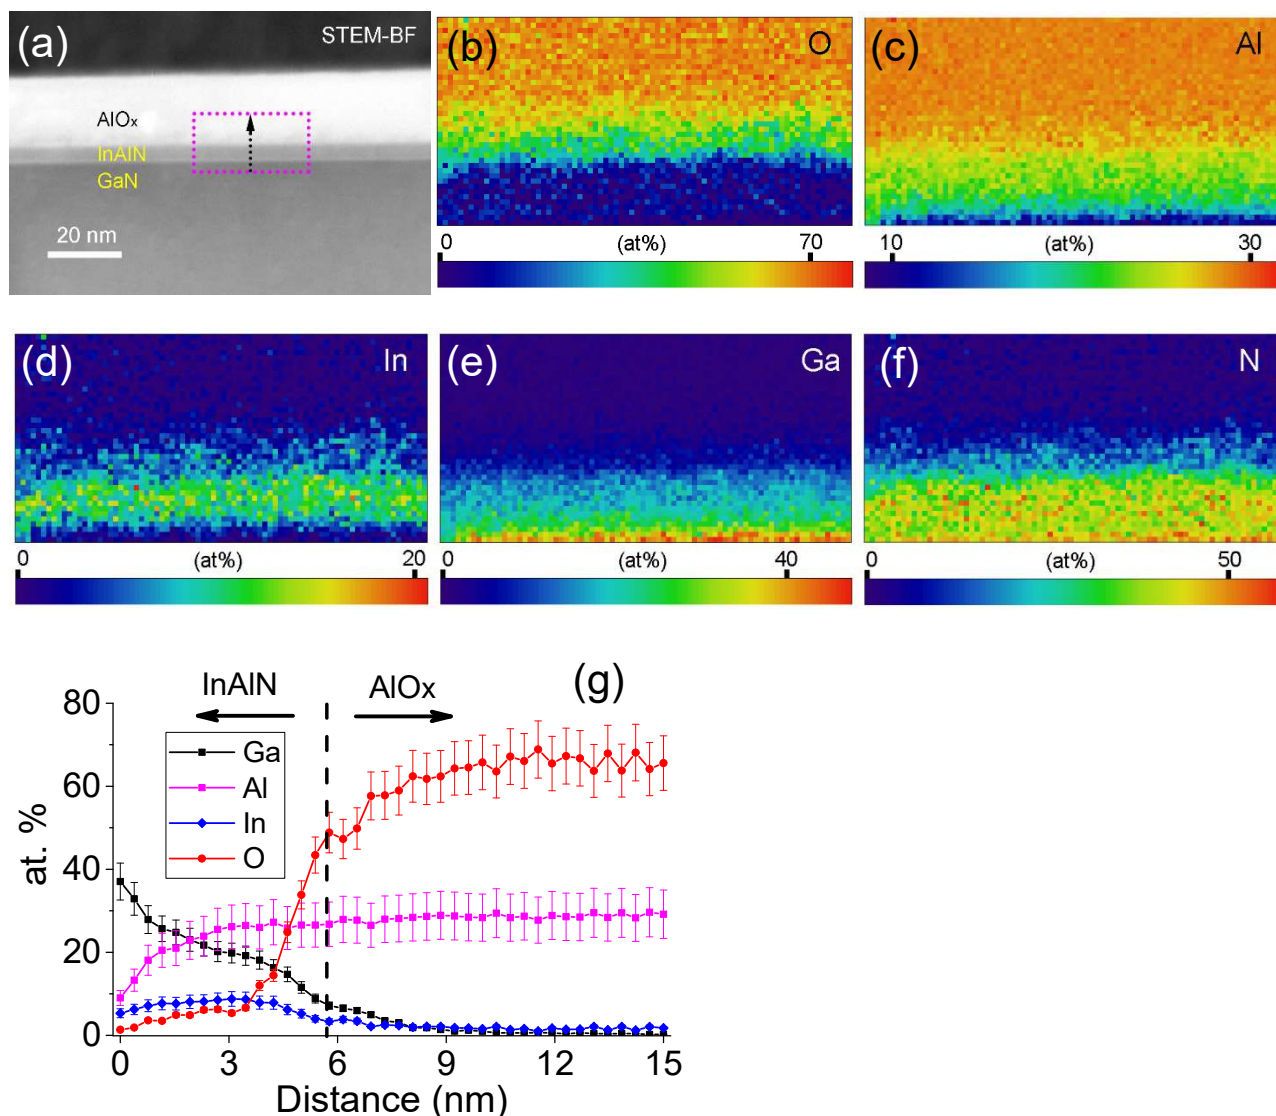 (a)
STEM-BF
AlOx
InAlN
GaN
20 nm
(b)
O
0
(at%)
70
(c)
Al
10
(at%)
30
(d)
In
0
(at%)
20
(e)
Ga
0
(at%)
40
(f)
N
0
(at%)
50
(g)
InAlN
AlOx
Ga
Al
In
O
80
60
40
20
0
at. %
0 3 6 9 12 15
Distance (nm)